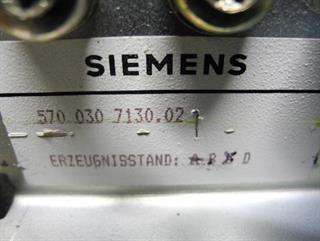 SIEMENS
570 030 7130.02
ERZEUGNISSTAND: A B D